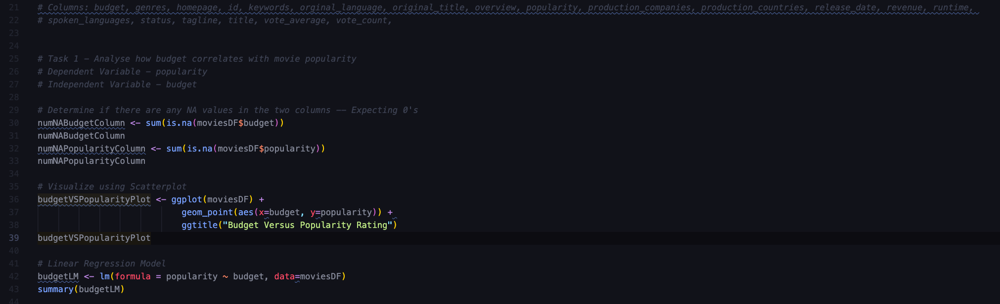 21 # Columns: budget, genres, homepage, id, keywords, orginal_language, original_title, overview, popularity, production_companies, production_countries, release_date, revenue, runtime,
22 # spoken_languages, status, tagline, title, vote_average, vote_count,
23
24
25 # Task 1 - Analyse how budget correlates with movie popularity
26 # Dependent Variable - popularity
27 # Independent Variable - budget
28
29 # Determine if there are any NA values in the two columns -- Expecting 0's
30 numNABudgetColumn <- sum(is.na(moviesDF$budget))
31 numNABudgetColumn
32 numNAPopularityColumn <- sum(is.na(moviesDF$popularity))
33 numNAPopularityColumn
34
35 # Visualize using Scatterplot
36 budgetVSPopularityPlot <- ggplot(moviesDF) +
37 geom_point(aes(x=budget, y=popularity)) +
38 ggtitle("Budget Versus Popularity Rating")
39 budgetVSPopularityPlot
40
41 # Linear Regression Model
42 budgetLM <- lm(formula = popularity ~ budget, data=moviesDF)
43 summary(budgetLM)
44